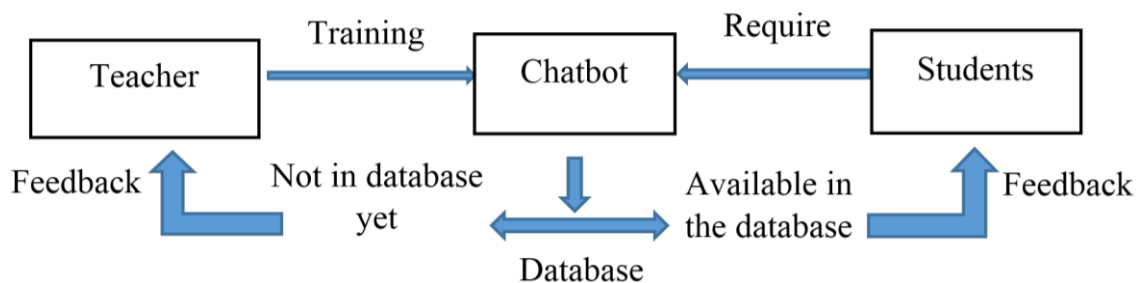 Training
Require
Teacher
Chatbot
Students
Feedback
Not in database
yet
Available in
the database
Feedback
Database